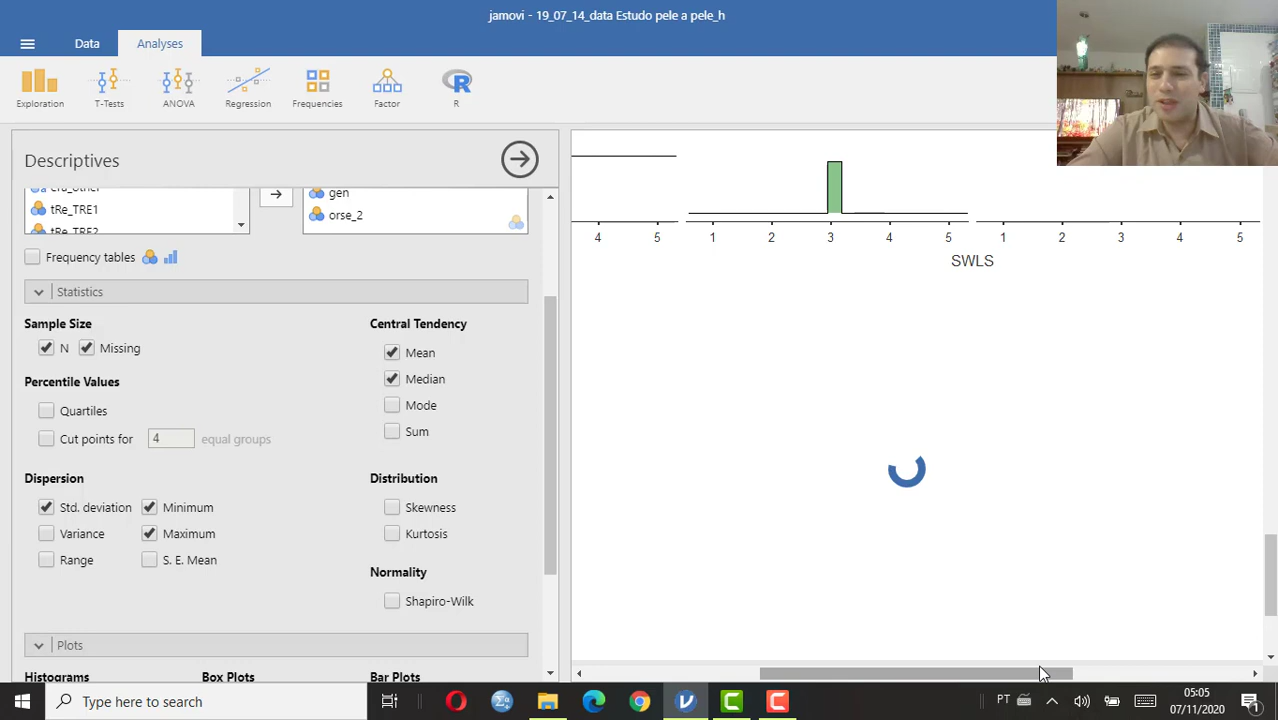 jamovi - 19_07_14_data Estudo pele a pele_h
Data
Analyses
Exploration
T-Tests
ANOVA
Regression
Frequencies
Factor
R
R
Descriptives
tRe_TRE1
tRe_TRE2
gen
orse_2
Frequency tables
Statistics
Sample Size
N
Missing
Percentile Values
Quartiles
Cut points for
4
equal groups
Dispersion
Std. deviation
Minimum
Variance
Maximum
Range
S. E. Mean
Central Tendency
Mean
Median
Mode
Sum
Distribution
Skewness
Kurtosis
Normality
Shapiro-Wilk
Plots
Histograms
Box Plots
Bar Plots
4 5 1 2 3 4 5 1 2 3 4 5
SWLS
Type here to search
PT
05:05
07/11/2020
1